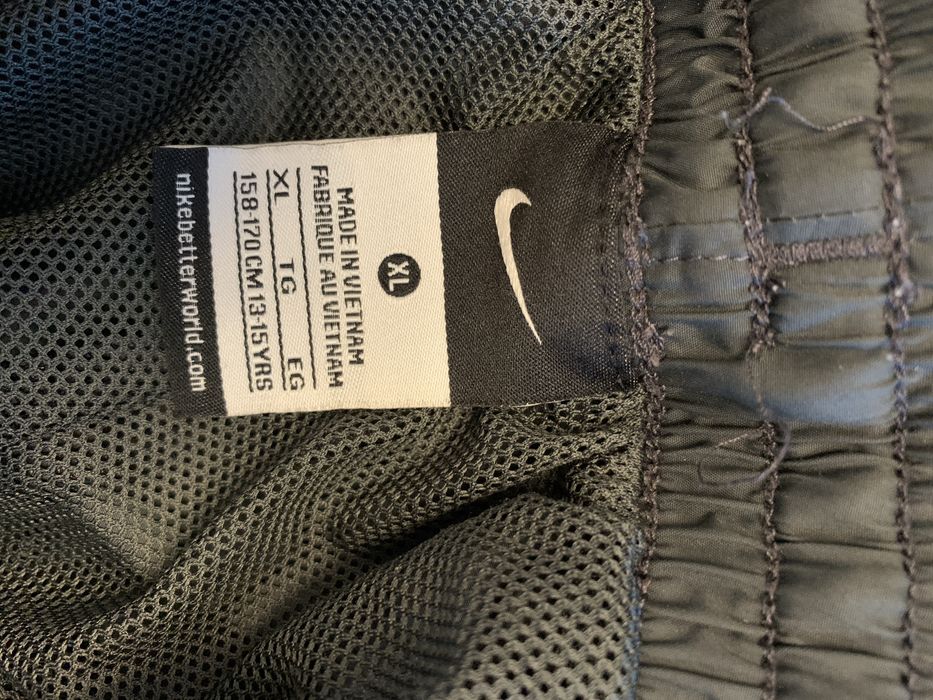 XL
MADE IN VIETNAM
FABRIQUE AU VIETNAM
XL TG EG
158-170 CM 13-15 YRS
nikebetterworld.com